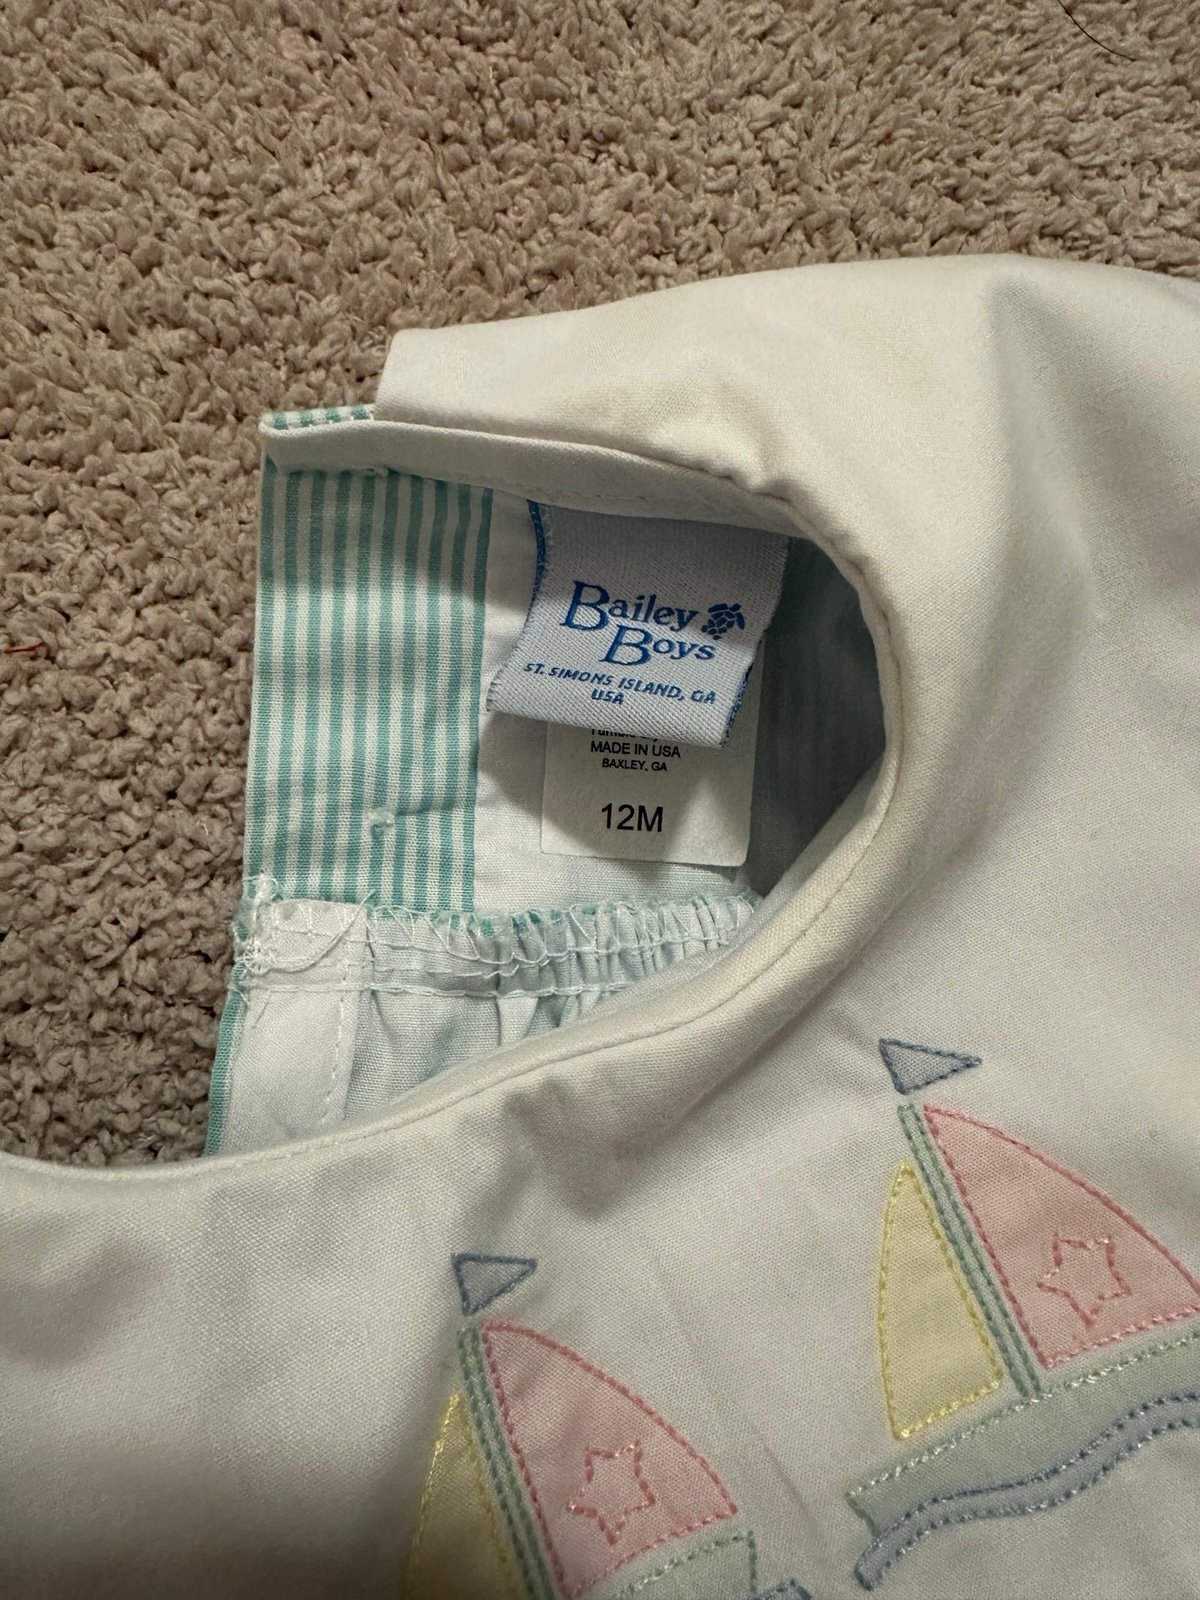 Bailey
Boys
ST. SIMONS ISLAND, GA
USA
MADE IN USA
BAXLEY, GA
12M